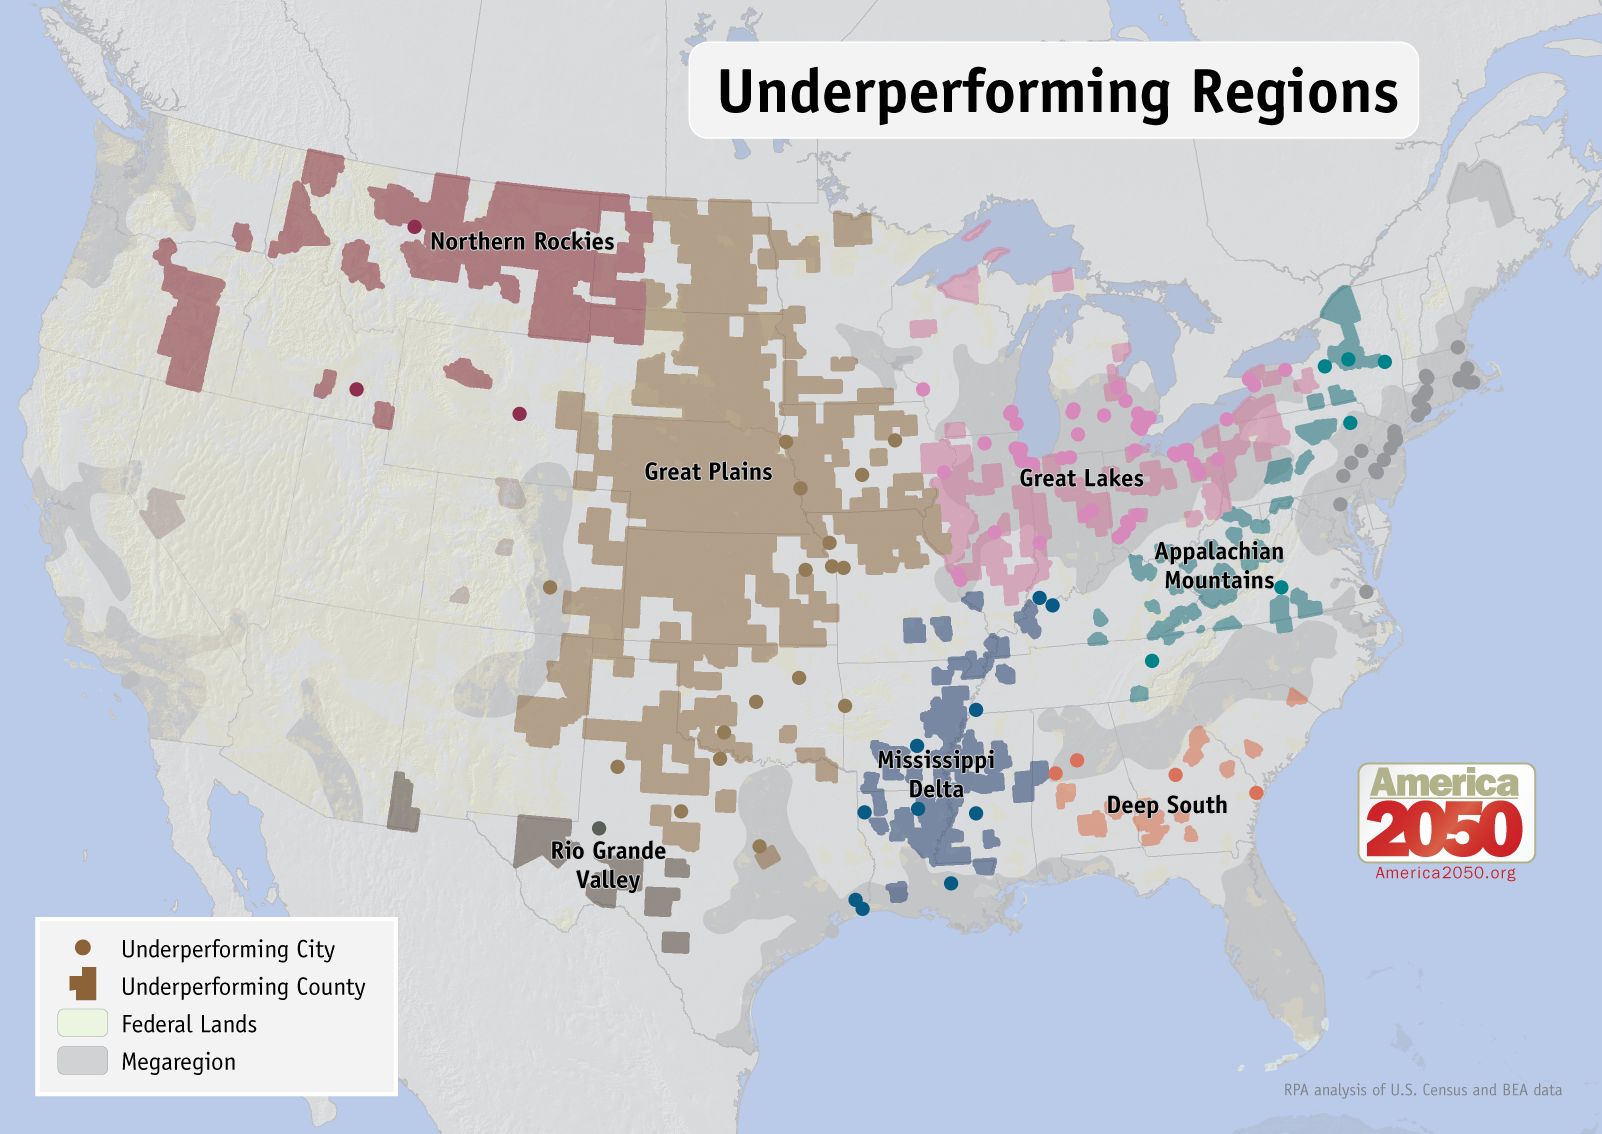 Underperforming Regions
Northern Rockies
Great Plains
Great Lakes
Appalachian
Mountains
Mississippi
Delta
Deep South
Rio Grande
Valley
America
2050
America2050.org
Underperforming City
Underperforming County
Federal Lands
Megaregion
RPA analysis of U.S. Census and BEA data